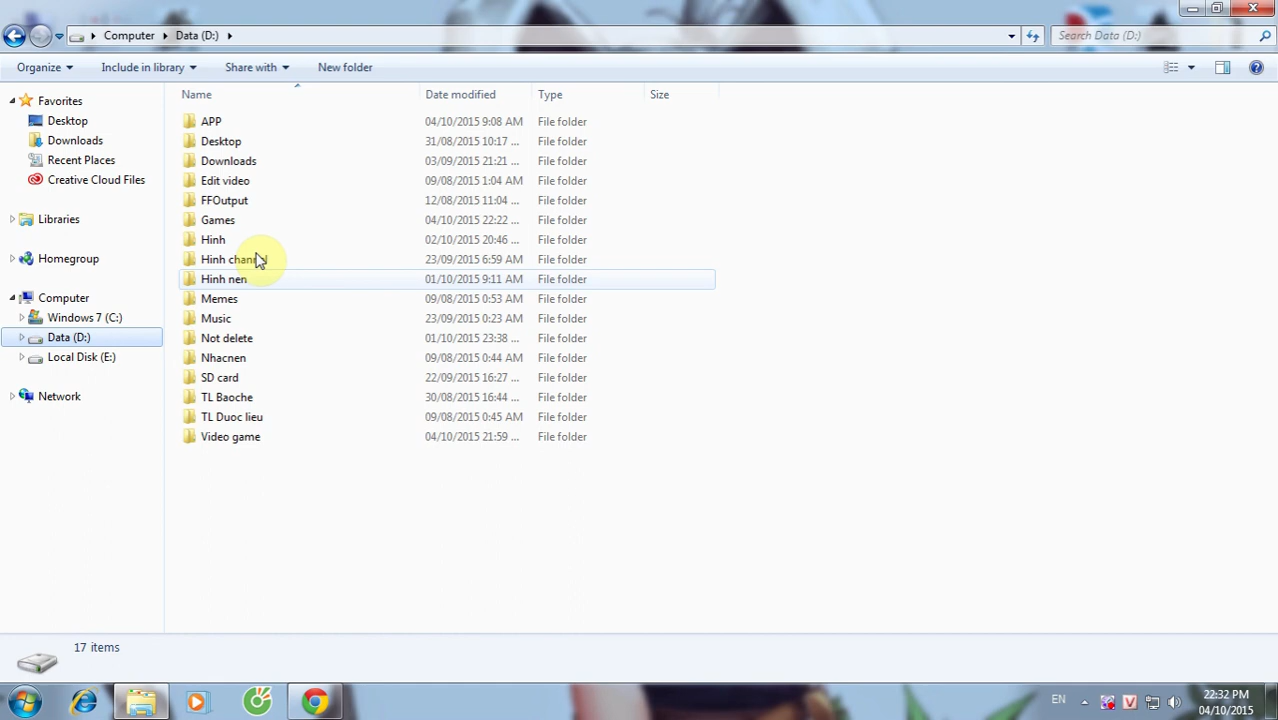 Computer Data (D:)
Search Data (D:)
Organize Include in library Share with New folder
Name Date modified Type Size
Favorites
Desktop
Downloads
Recent Places
Creative Cloud Files
Libraries
Homegroup
Computer
Windows 7 (C:)
Data (D:)
Local Disk (E:)
Network
APP 04/10/2015 9:08 AM File folder
Desktop 31/08/2015 10:17 ... File folder
Downloads 03/09/2015 21:21 ... File folder
Edit video 09/08/2015 1:04 AM File folder
FFOutput 12/08/2015 11:04 ... File folder
Games 04/10/2015 22:22 ... File folder
Hinh 02/10/2015 20:46 ... File folder
Hinh channel 23/09/2015 6:59 AM File folder
Hinh nen 01/10/2015 9:11 AM File folder
Memes 09/08/2015 0:53 AM File folder
Music 23/09/2015 0:23 AM File folder
Not delete 01/10/2015 23:38 ... File folder
Nhacnen 09/08/2015 0:44 AM File folder
SD card 22/09/2015 16:27 ... File folder
TL Baoche 30/08/2015 16:44 ... File folder
TL Duoc lieu 09/08/2015 0:45 AM File folder
Video game 04/10/2015 21:59 ... File folder
17 items
EN
V
22:32 PM
04/10/2015